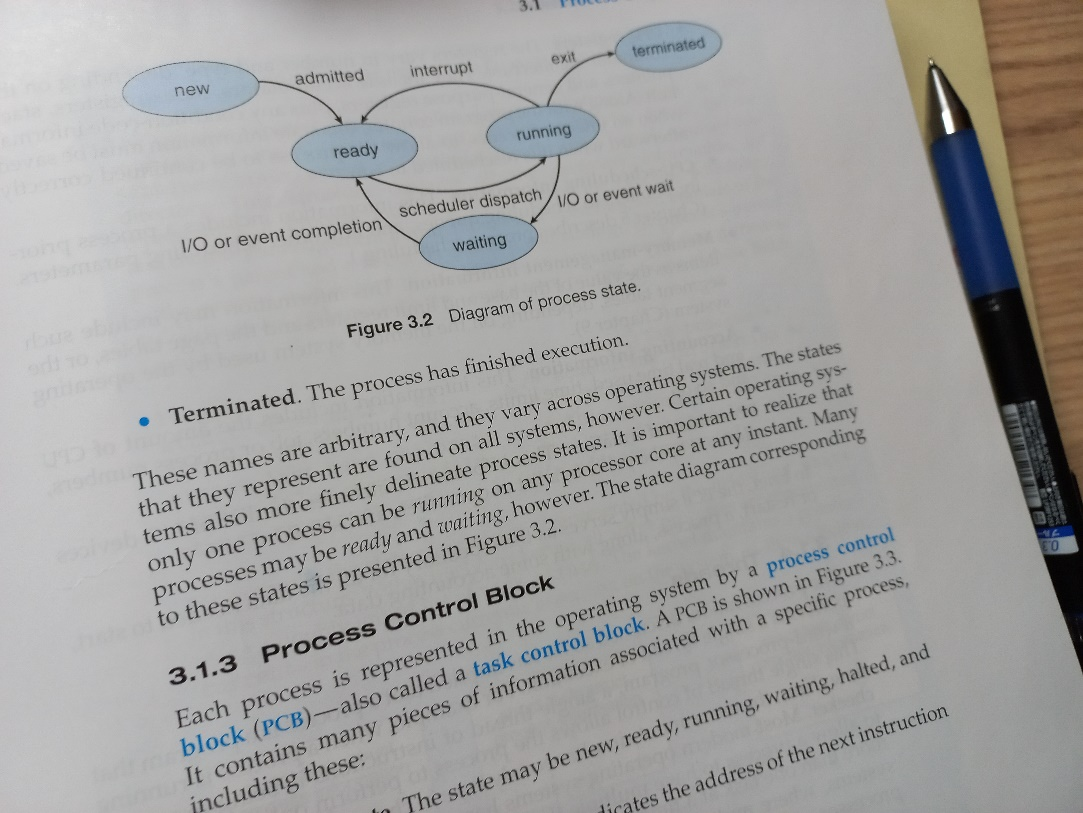 3.1
terminated
exit
interrupt
admitted
new
running
ready
scheduler dispatch
I/O or event wait
I/O or event completion
waiting
Figure 3.2 Diagram of process state.
• Terminated. The process has finished execution.
These names are arbitrary, and they vary across operating systems. The states
that they represent are found on all systems, however. Certain operating sys-
tems also more finely delineate process states. It is important to realize that
only one process can be running on any processor core at any instant. Many
processes may be ready and waiting, however. The state diagram corresponding
to these states is presented in Figure 3.2.
3.1.3 Process Control Block
Each process is represented in the operating system by a process control
block (PCB)—also called a task control block. A PCB is shown in Figure 3.3.
It contains many pieces of information associated with a specific process,
including these:
The state may be new, ready, running, waiting, halted, and
the address of the next instruction